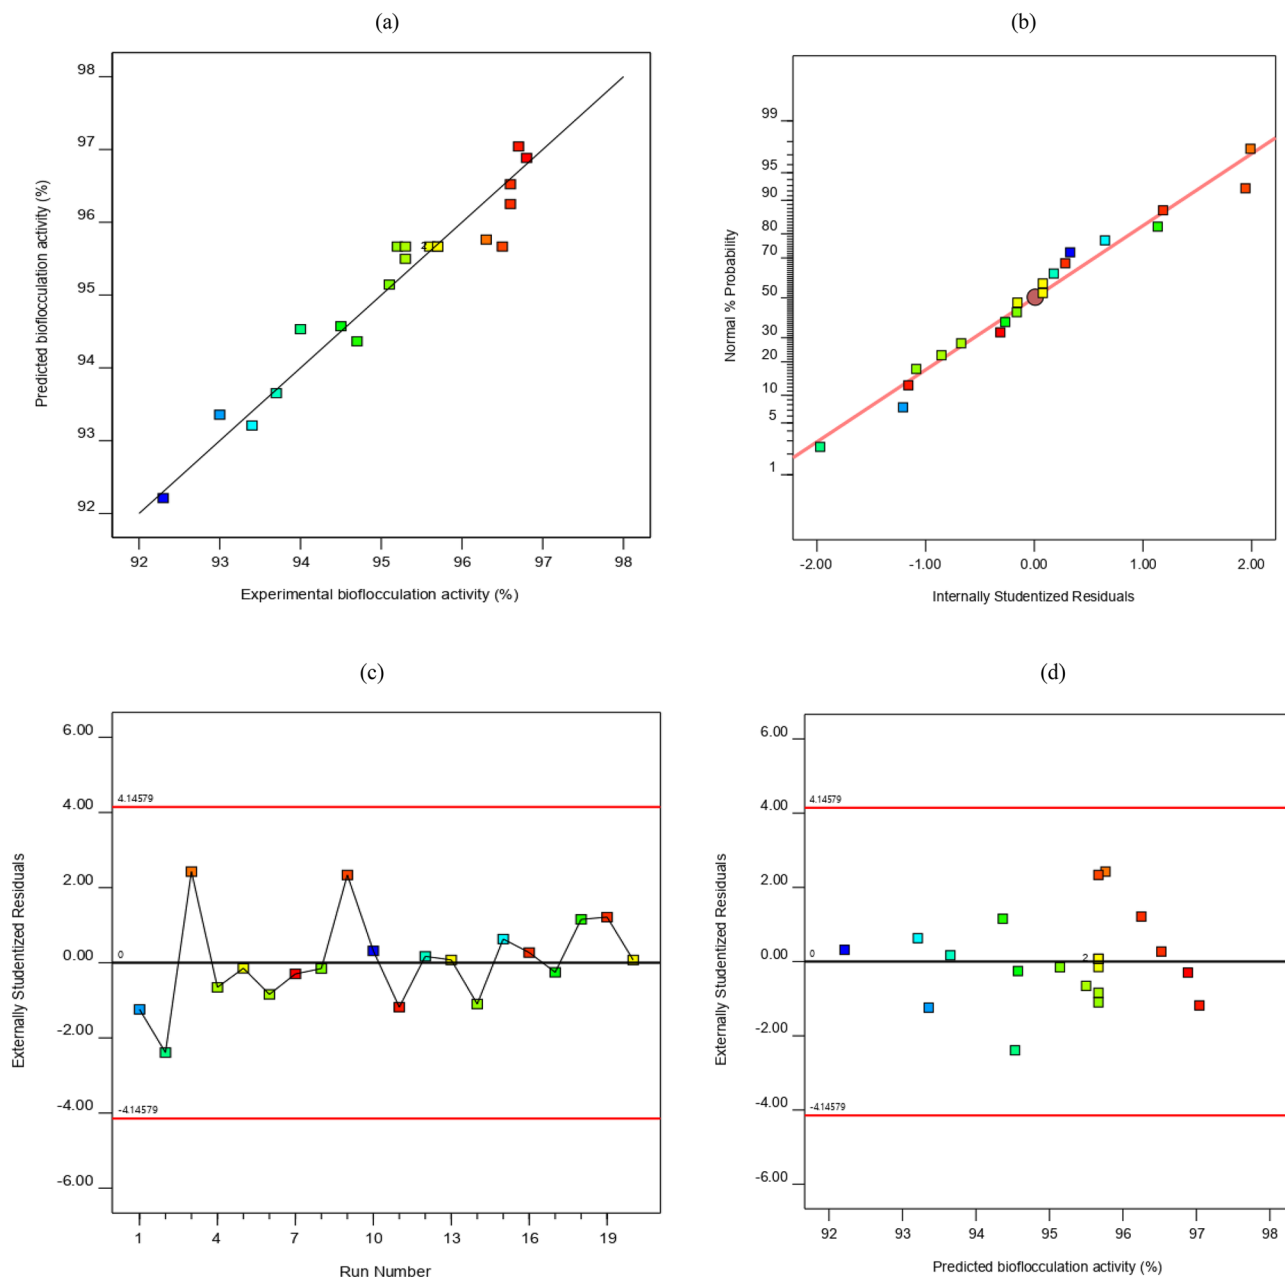 (a)
98
97
96
95
94
93
92
Predicted bioflocculation activity (%)
2
92 93 94 95 96 97 98
Experimental bioflocculation activity (%)
(b)
99
95
90
80
70
50
30
20
10
5
1
Normal % Probability
-2.00 -1.00 0.00 1.00 2.00
Internally Studentized Residuals
(c)
6.00
4.00
2.00
0.00
-2.00
-4.00
-6.00
Externally Studentized Residuals
4.14579
0
-4.14579
1 4 7 10 13 16 19
Run Number
(d)
6.00
4.00
2.00
0.00
-2.00
-4.00
-6.00
Externally Studentized Residuals
4.14579
0
2
-4.14579
92 93 94 95 96 97 98
Predicted bioflocculation activity (%)